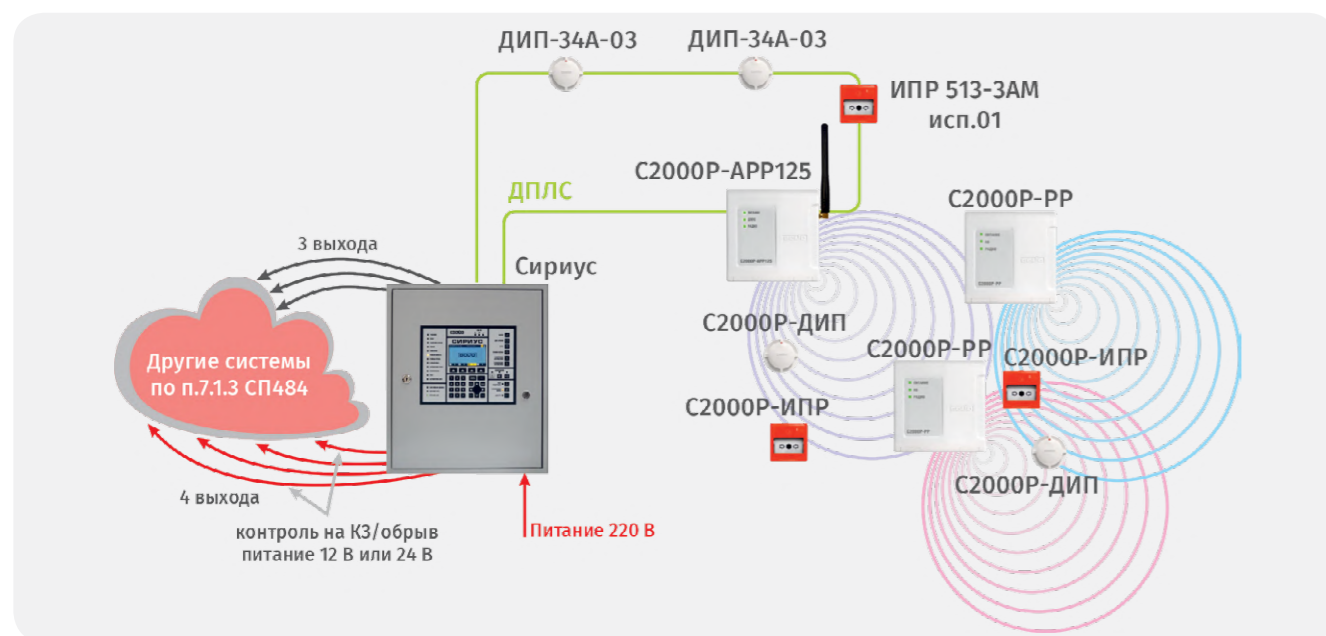 ДИП-34А-03
ДИП-34А-03
ИПР 513-3АМ
исп.01
С2000Р-АРР125
ДПЛС
С2000Р-РР
3 выхода
Сириус
С2000Р-ДИП
С2000Р-РР
С2000Р-ИПР
Другие системы
по п.7.1.3 СП484
СИРИУС
С2000Р-ИПР
С2000Р-ДИП
4 выхода
контроль на КЗ/обрыв
питание 12 В или 24 В
Питание 220 В